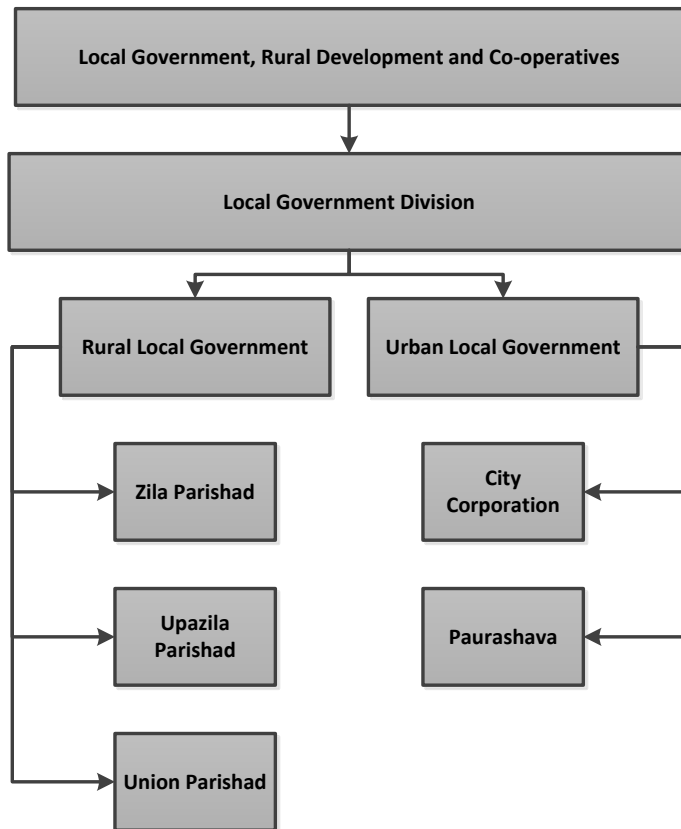 Local Government, Rural Development and Co-operatives
Local Government Division
Rural Local Government
Urban Local Government
Zila Parishad
City
Corporation
Upazila
Parishad
Paurashava
Union Parishad